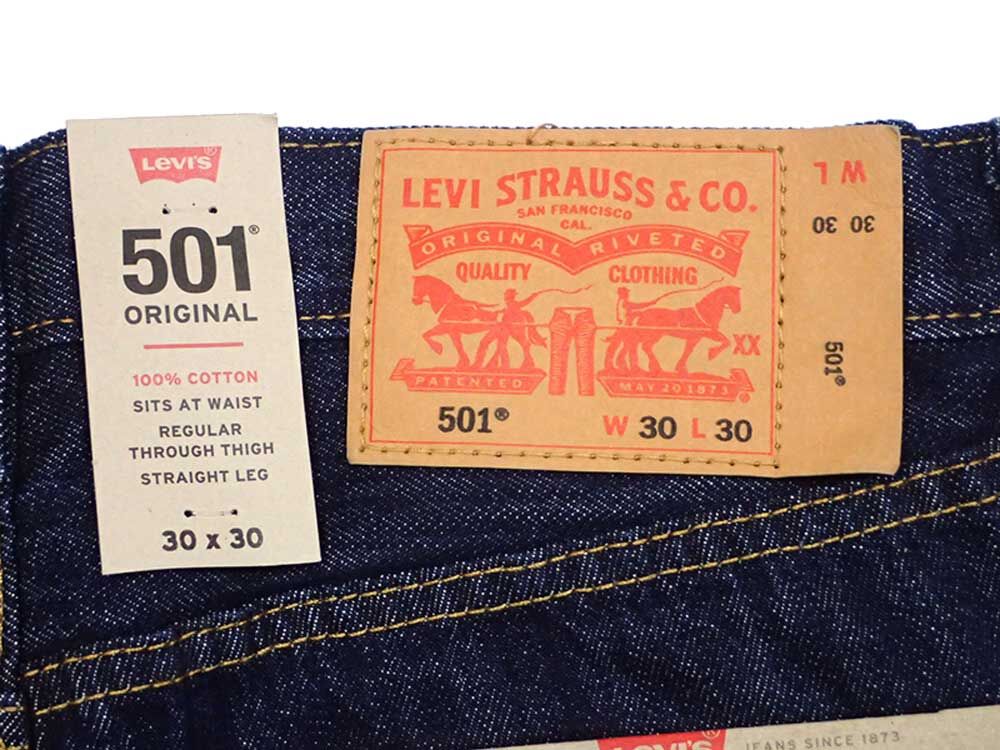 Levi's®
501®
ORIGINAL
100% COTTON
SITS AT WAIST
REGULAR
THROUGH THIGH
STRAIGHT LEG
30 x 30
LEVI STRAUSS & CO.
SAN FRANCISCO
CAL.
ORIGINAL RIVETED
QUALITY CLOTHING
XX
PATENTED MAY 20 1873 ®
501® W 30 L 30
W L
30 30
501®
Levi's®
JEANS SINCE 1873